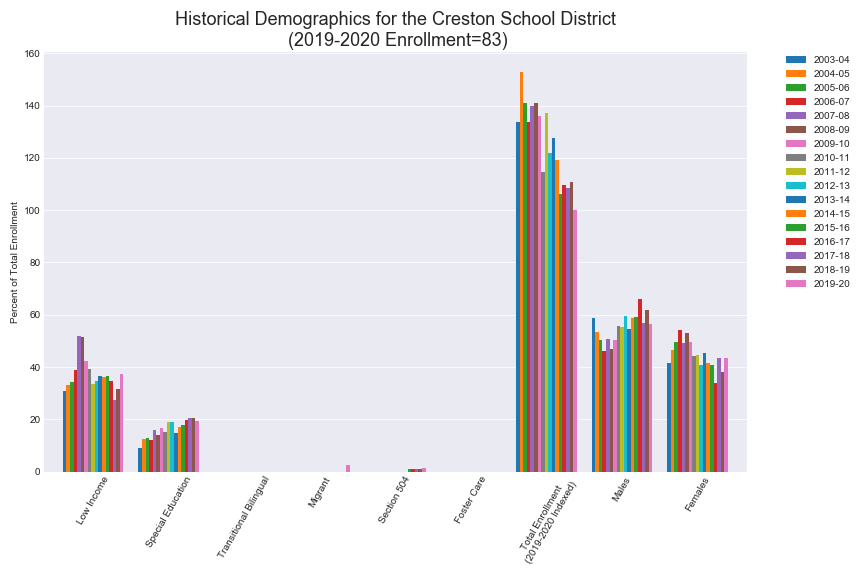 Historical Demographics for the Creston School District
(2019-2020 Enrollment=83)
Percent of Total Enrollment
160
140
120
100
80
60
40
20
0
Low Income
Special Education
Transitional Bilingual
Migrant
Section 504
Foster Care
Total Enrollment
(2019-2020 Indexed)
Males
Females
2003-04
2004-05
2005-06
2006-07
2007-08
2008-09
2009-10
2010-11
2011-12
2012-13
2013-14
2014-15
2015-16
2016-17
2017-18
2018-19
2019-20